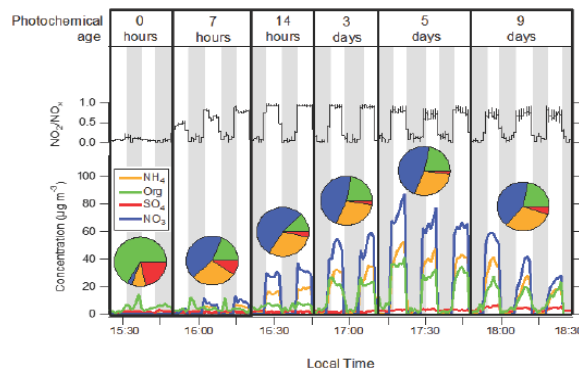 Photochemical age
0 hours
7 hours
14 hours
3 days
5 days
9 days
NO2/NOx
1.0
0.5
0.0
NH4
Org
SO4
NO3
Concentration (µg m-3)
100
80
60
40
20
0
15:30
16:00
16:30
17:00
17:30
18:00
18:30
Local Time